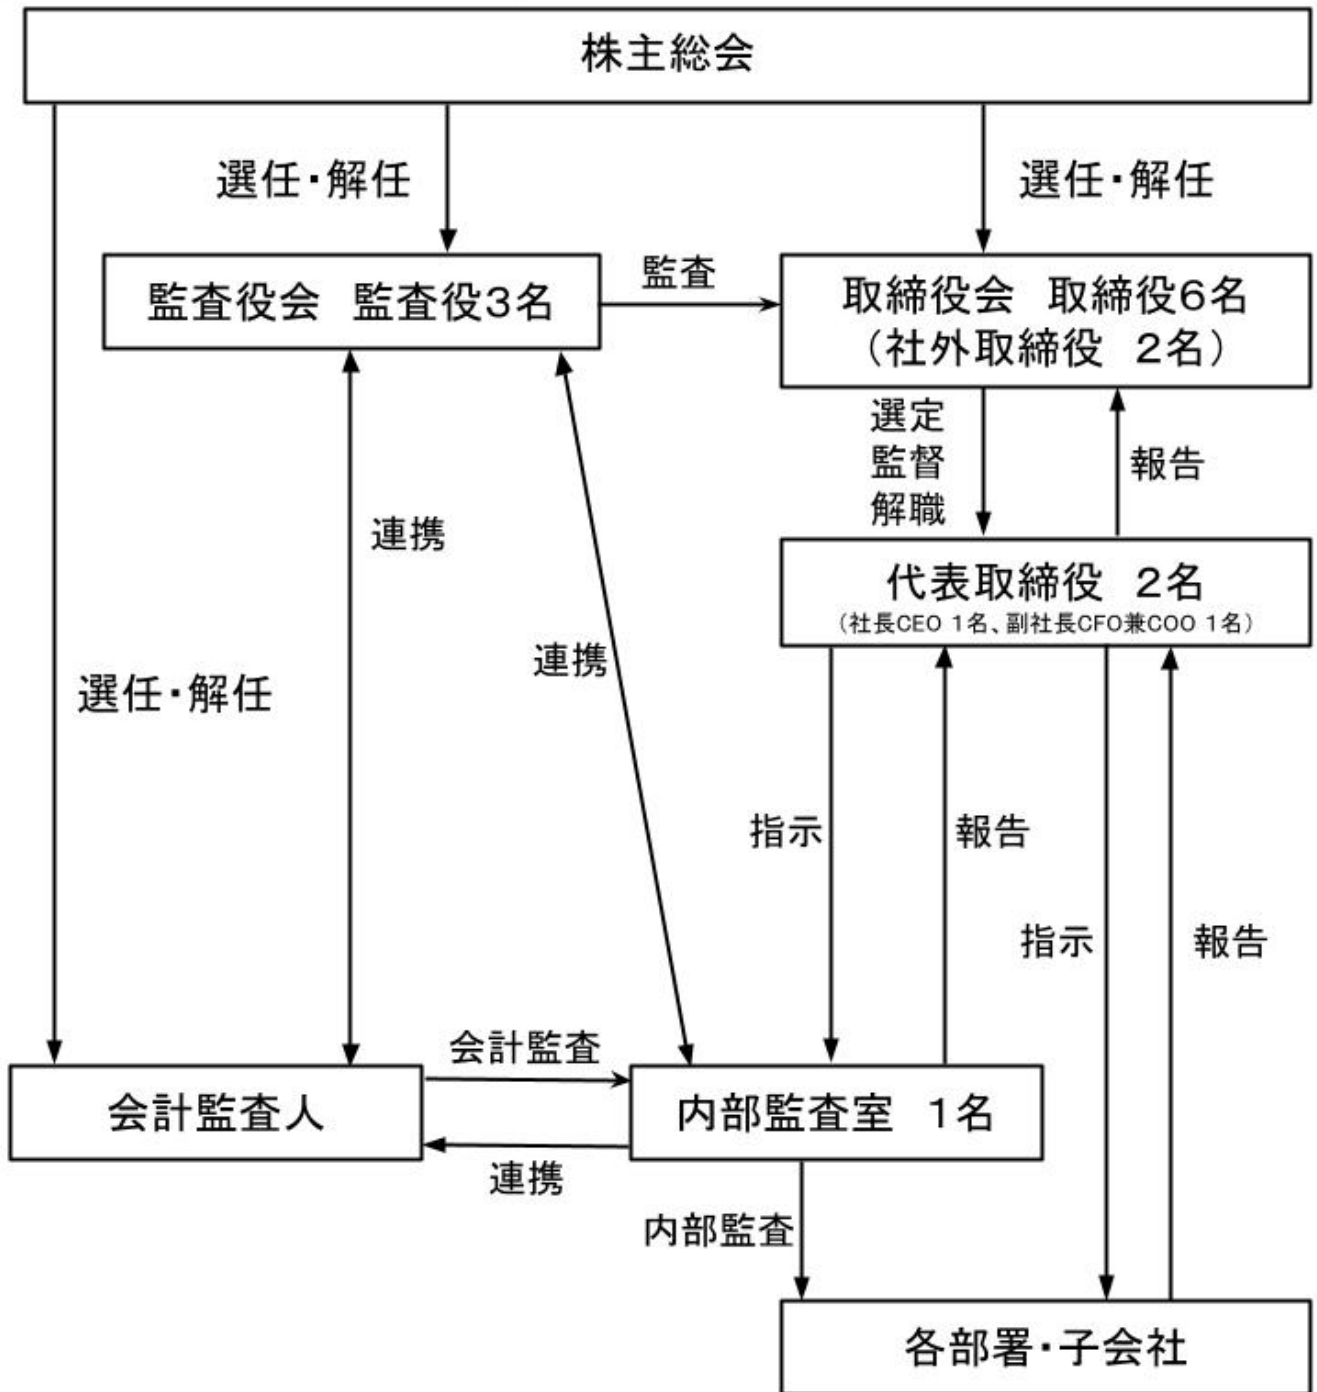 株主総会
選任・解任
選任・解任
監査役会　監査役3名
監査
取締役会　取締役6名
（社外取締役　2名）
選定
監督
解職
報告
連携
代表取締役　2名
（社長CEO 1名、副社長CFO兼COO 1名）
連携
選任・解任
指示
報告
指示
報告
会計監査
会計監査人
内部監査室　1名
連携
内部監査
各部署・子会社